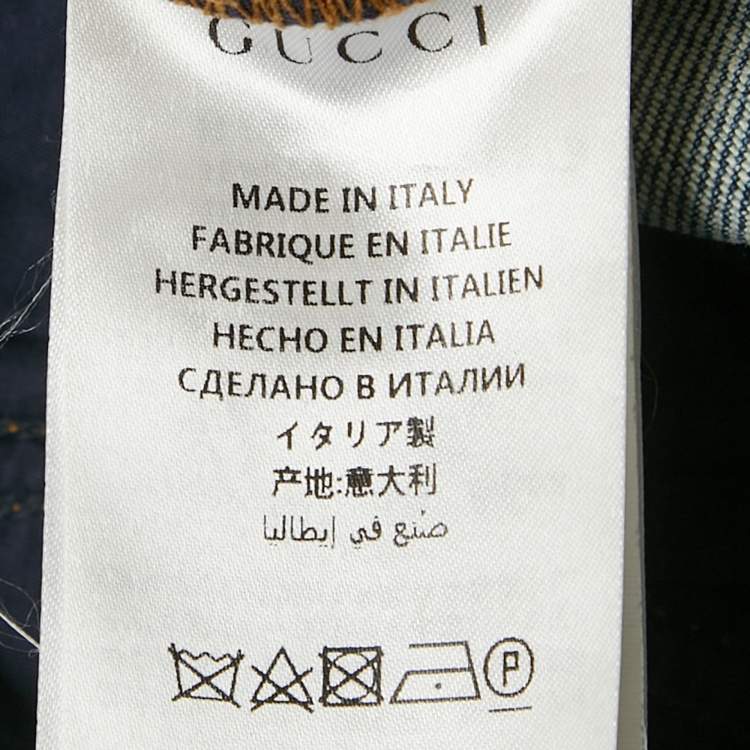 GUCCI
MADE IN ITALY
FABRIQUE EN ITALIE
HERGESTELLT IN ITALIEN
HECHO EN ITALIA
СДЕЛАНО В ИТАЛИИ
イタリア製
产地:意大利
صُنع في إيطاليا
P